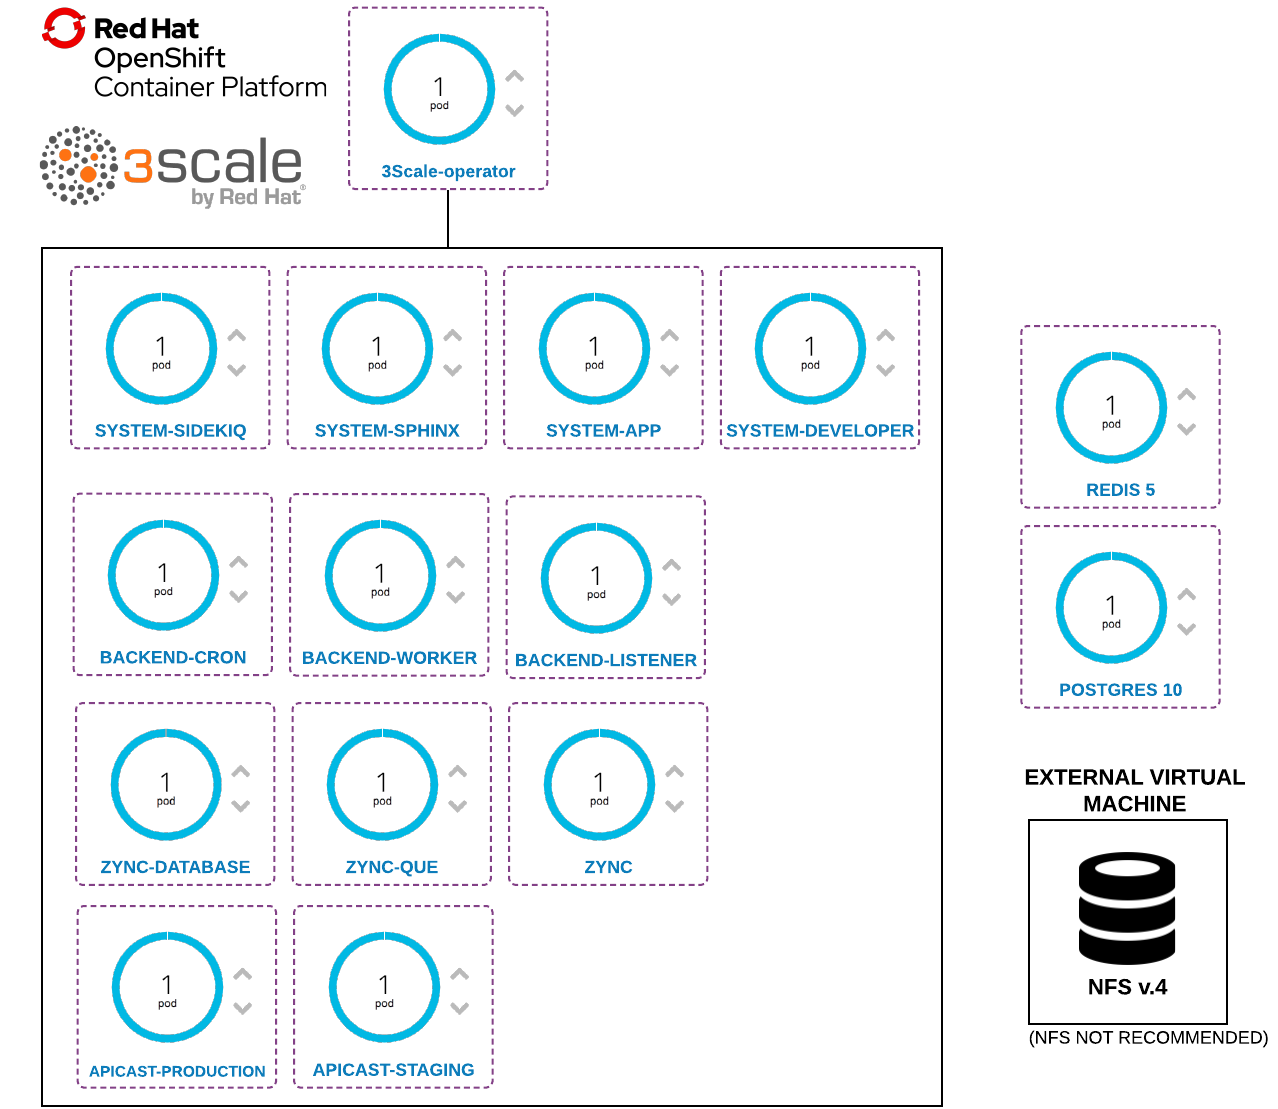 Red Hat
OpenShift
Container Platform
3scale
by Red Hat®
1
pod
3Scale-operator
1
pod
SYSTEM-SIDEKIQ
1
pod
SYSTEM-SPHINX
1
pod
SYSTEM-APP
1
pod
SYSTEM-DEVELOPER
1
pod
BACKEND-CRON
1
pod
BACKEND-WORKER
1
pod
BACKEND-LISTENER
1
pod
ZYNC-DATABASE
1
pod
ZYNC-QUE
1
pod
ZYNC
1
pod
APICAST-PRODUCTION
1
pod
APICAST-STAGING
1
pod
REDIS 5
1
pod
POSTGRES 10
EXTERNAL VIRTUAL
MACHINE
NFS v.4
(NFS NOT RECOMMENDED)